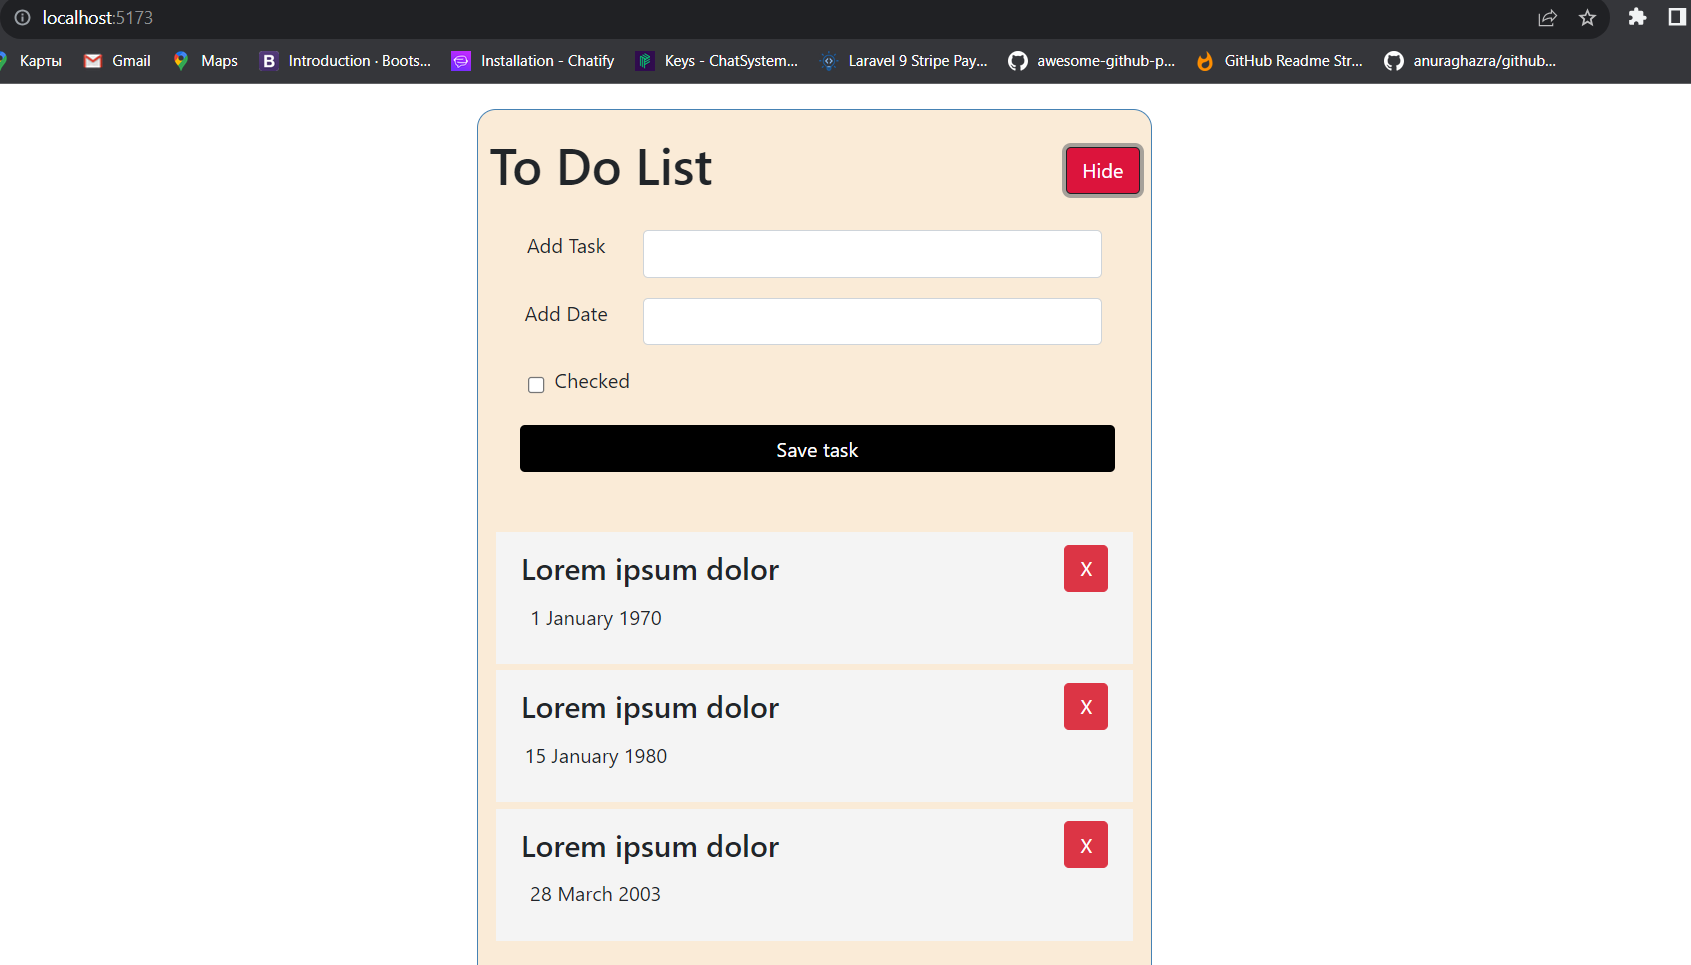 localhost:5173
Карты Gmail Maps Introduction · Boots... Installation - Chatify Keys - ChatSystem... Laravel 9 Stripe Pay... awesome-github-p... GitHub Readme Str... anuraghazra/github...
To Do List
Hide
Add Task
Add Date
Checked
Save task
Lorem ipsum dolor
X
1 January 1970
Lorem ipsum dolor
X
15 January 1980
Lorem ipsum dolor
X
28 March 2003